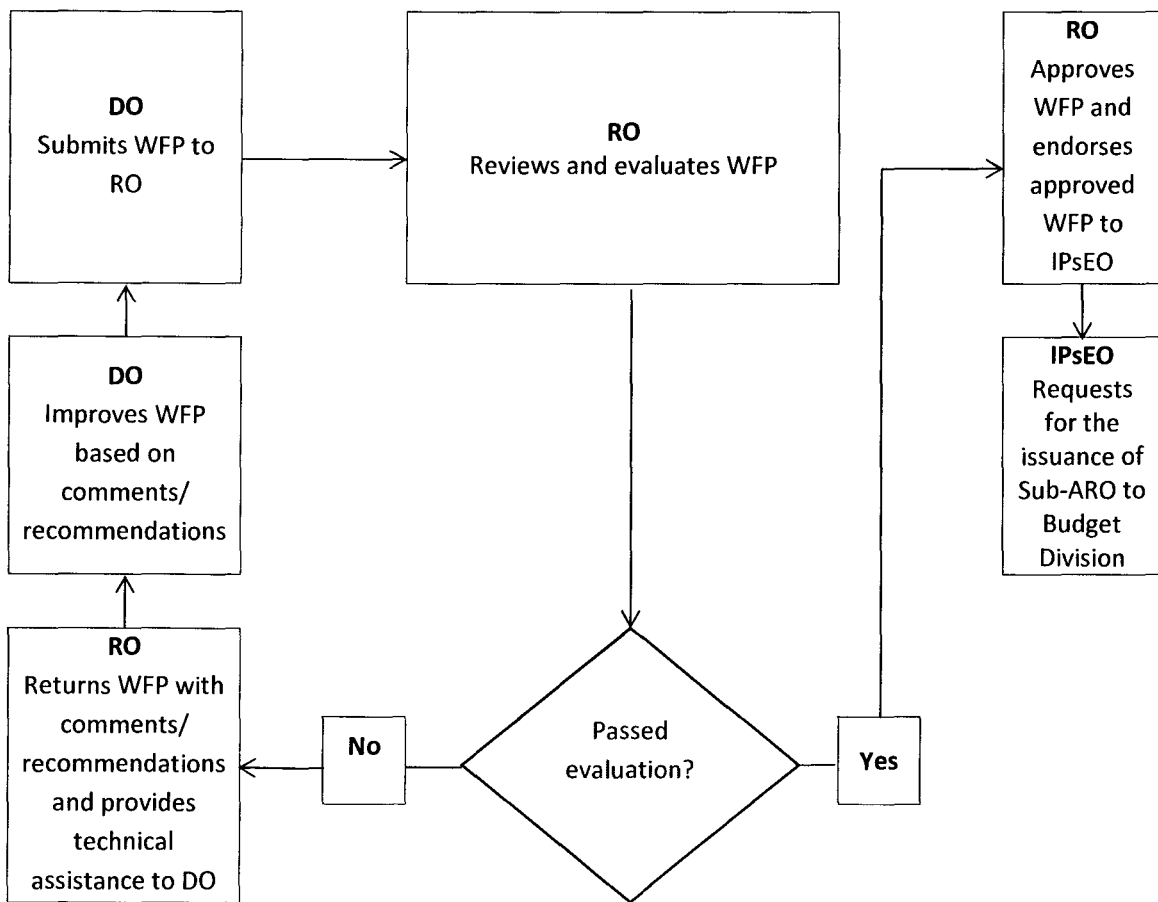 DO
Submits WFP to
RO
RO
Reviews and evaluates WFP
RO
Approves
WFP and
endorses
approved
WFP to
IPsEO
DO
Improves WFP
based on
comments/
recommendations
IPsEO
Requests
for the
issuance of
Sub-ARO to
Budget
Division
RO
Returns WFP with
comments/
recommendations
and provides
technical
assistance to DO
No
Passed
evaluation?
Yes